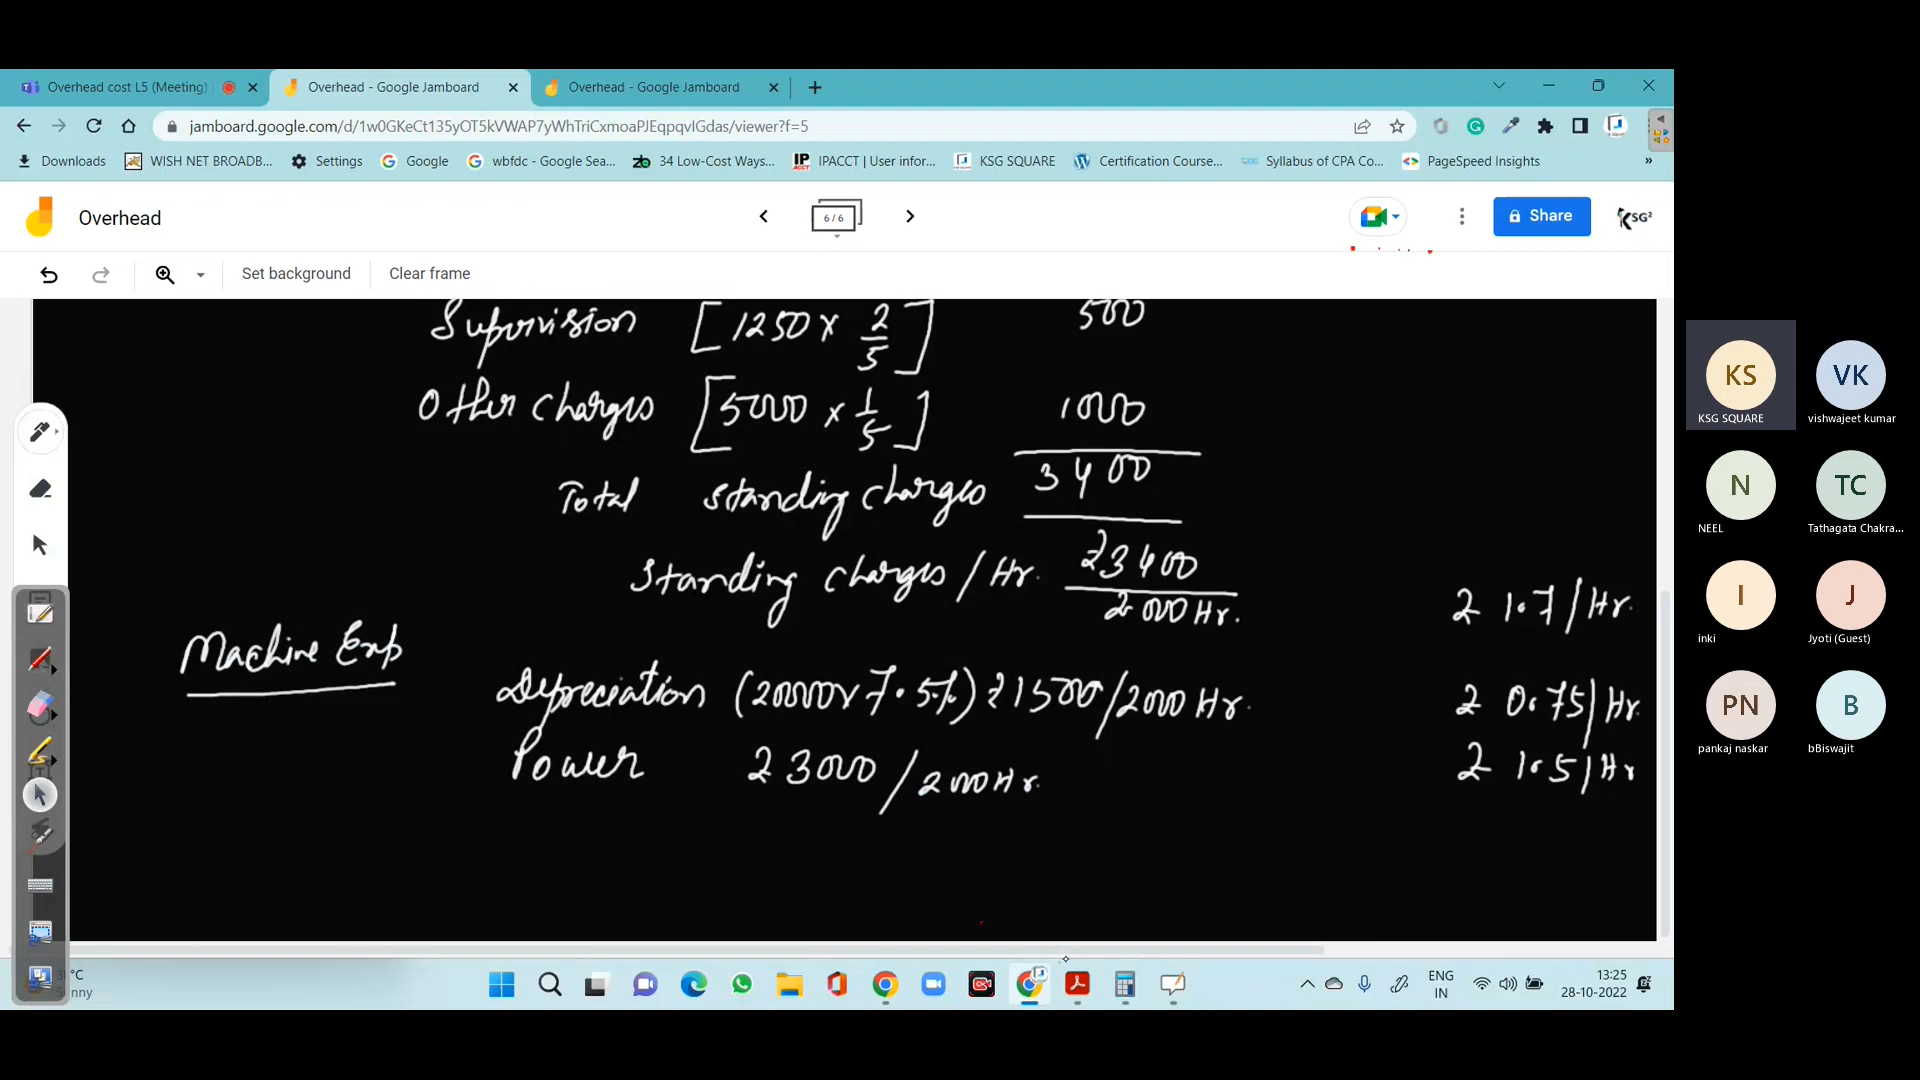 Overhead cost L5 (Meeting)
Overhead - Google Jamboard
Overhead - Google Jamboard
jamboard.google.com/d/1w0GKeCt135yOT5kVWAP7yWhTriCxmoaPJEqpqvIGdas/viewer?f=5
Downloads
WISH NET BROADB...
Settings
Google
wbfdc - Google Sea...
34 Low-Cost Ways...
IPACCT | User infor...
KSG SQUARE
Certification Course...
Syllabus of CPA Co...
PageSpeed Insights
»
Overhead
6 / 6
Share
KSG²
Set background
Clear frame
Supervision [1250 x 2/5] 500
Other charges [5000 x 1/5] 1000
Total standing charges 3400
Standing charges / Hr. ₹3400 / 2000 Hr. ₹ 1.7/Hr.
Machine Exp
Depreciation (20000 x 7.5%) ₹1500/2000 Hr. ₹ 0.75/Hr.
Power ₹ 3000 / 2000 Hr. ₹ 1.5/Hr
KS
KSG SQUARE
VK
vishwajeet kumar
N
NEEL
TC
Tathagata Chakra...
I
inki
J
Jyoti (Guest)
PN
pankaj naskar
B
bBiswajit
°C
ENG
IN
13:25
28-10-2022